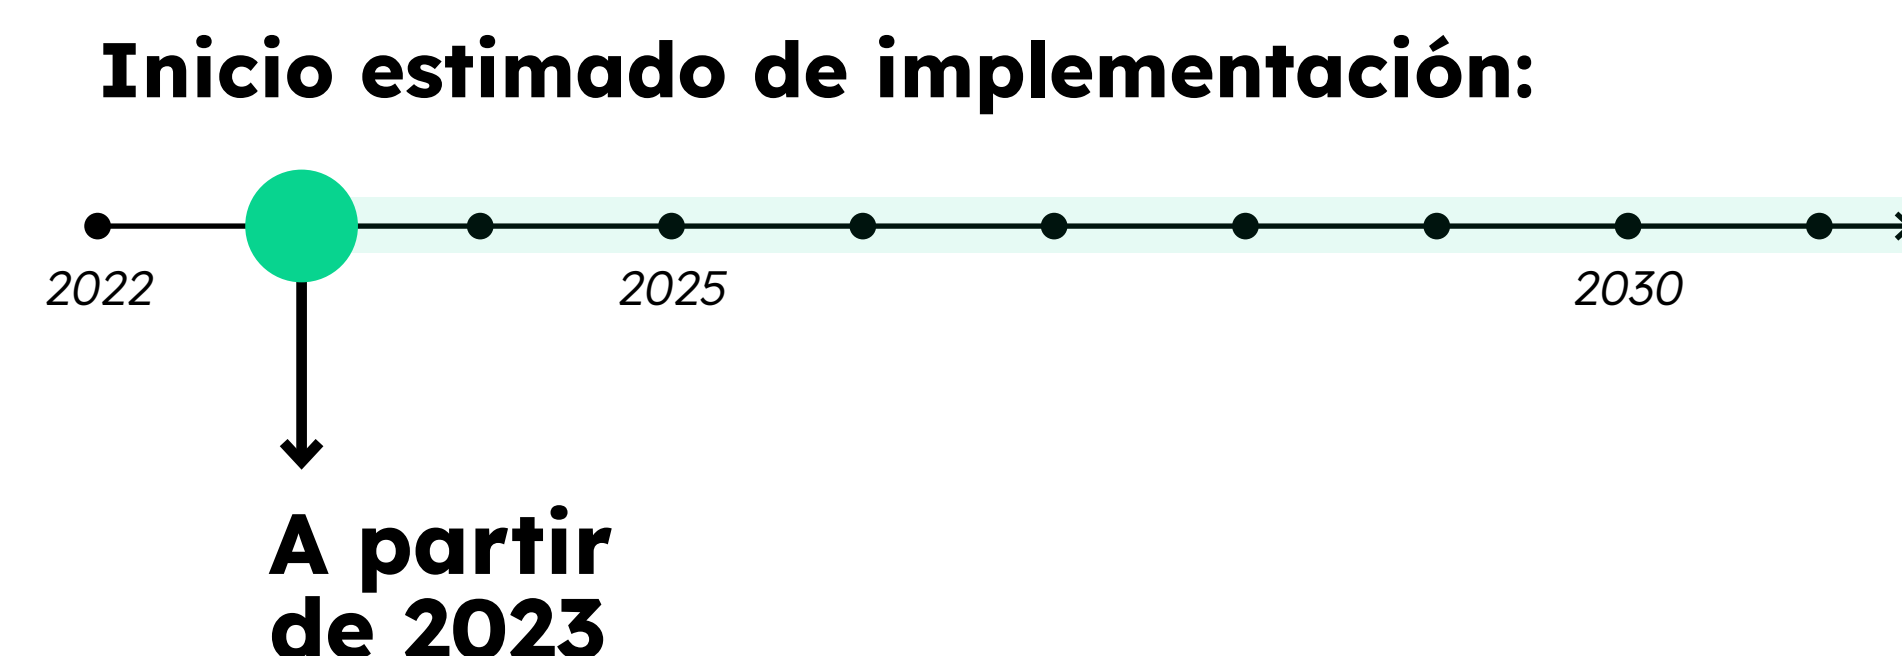 Inicio estimado de implementación:
2022 2025 2030
A partir
de 2023